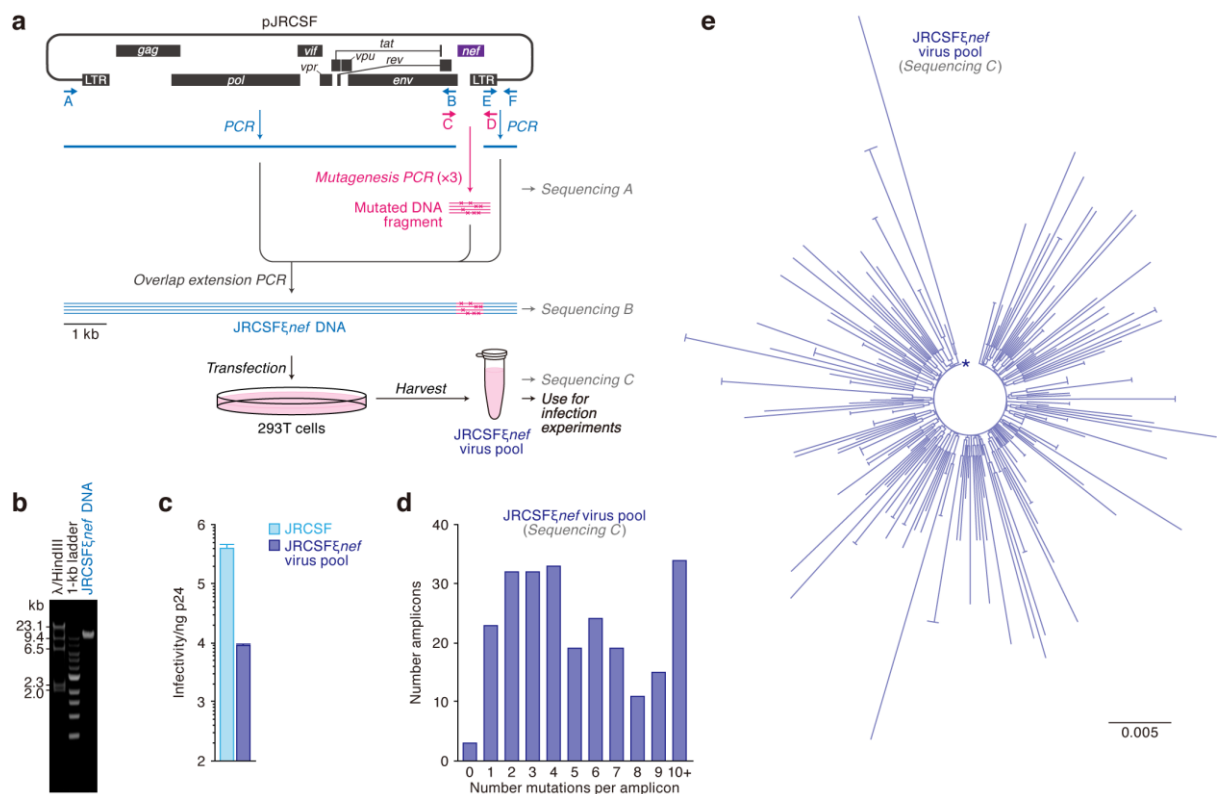 a
pJRCSF
gag
vif
tat
nef
vpu
rev
vpr
LTR
pol
env
LTR
A
B
E
F
C
D
PCR
PCR
Mutagenesis PCR (×3)
Sequencing A
Mutated DNA
fragment
Overlap extension PCR
Sequencing B
1 kb
JRCSFξnef DNA
Transfection
Harvest
Sequencing C
Use for
infection
experiments
293T cells
JRCSFξnef
virus pool
b
λ/HindIII
1-kb ladder
JRCSFξnef DNA
kb
23.1
9.4
6.5
2.3
2.0
c
JRCSF
JRCSFξnef
virus pool
Infectivity/ng p24
6
5
4
3
2
d
JRCSFξnef virus pool
(Sequencing C)
Number amplicons
40
30
20
10
0
0 1 2 3 4 5 6 7 8 9 10+
Number mutations per amplicon
e
JRCSFξnef
virus pool
(Sequencing C)
*
0.005